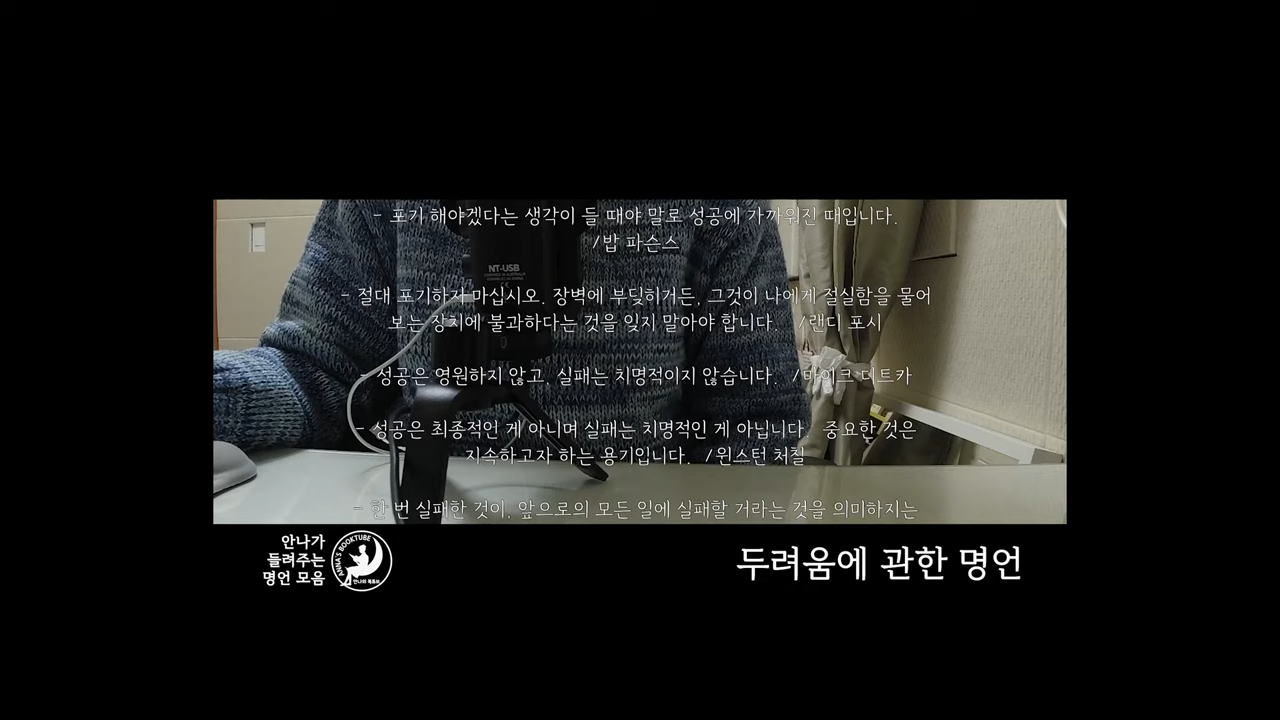 - 포기 해야겠다는 생각이 들 때야 말로 성공에 가까워진 때입니다.
/밥 파슨스
NT-USB
- 절대 포기하지 마십시오. 장벽에 부딪히거든, 그것이 나에게 절실함을 물어
보는 장치에 불과하다는 것을 잊지 말아야 합니다. /랜디 포시
- 성공은 영원하지 않고, 실패는 치명적이지 않습니다. /마이크 디트카
- 성공은 최종적인 게 아니며 실패는 치명적인 게 아닙니다. 중요한 것은
지속하고자 하는 용기입니다. /윈스턴 처칠
- 한 번 실패한 것이, 앞으로의 모든 일에 실패할 거라는 것을 의미하지는
안나가
들려주는
명언 모음
ANNA'S BOOKTUBE
안나의 북튜브
두려움에 관한 명언